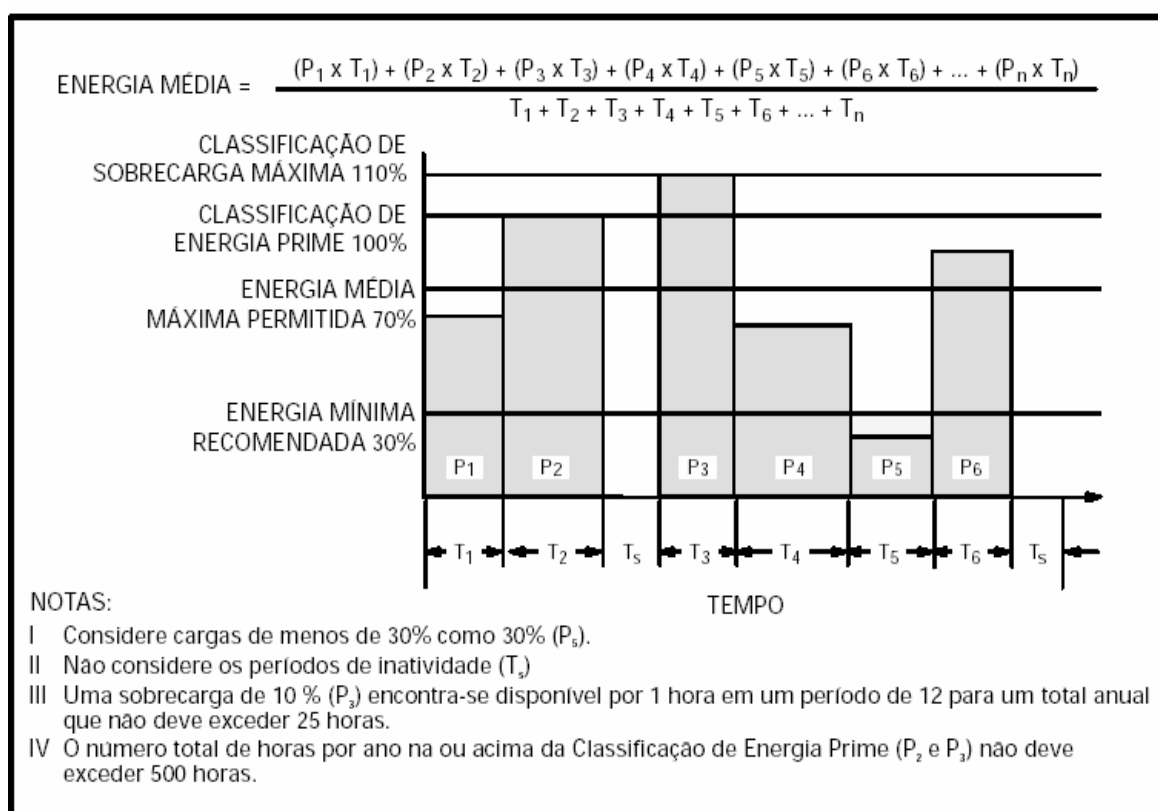 ENERGIA MÉDIA = (P1 x T1) + (P2 x T2) + (P3 x T3) + (P4 x T4) + (P5 x T5) + (P6 x T6) + ... + (Pn x Tn)
T1 + T2 + T3 + T4 + T5 + T6 + ... + Tn
CLASSIFICAÇÃO DE
SOBRECARGA MÁXIMA 110%
CLASSIFICAÇÃO DE
ENERGIA PRIME 100%
ENERGIA MÉDIA
MÁXIMA PERMITIDA 70%
ENERGIA MÍNIMA
RECOMENDADA 30%
P1 P2 P3 P4 P5 P6
T1 T2 Ts T3 T4 T5 T6 Ts
TEMPO
NOTAS:
I Considere cargas de menos de 30% como 30% (P5).
II Não considere os períodos de inatividade (Ts)
III Uma sobrecarga de 10 % (P3) encontra-se disponível por 1 hora em um período de 12 para um total anual
que não deve exceder 25 horas.
IV O número total de horas por ano na ou acima da Classificação de Energia Prime (P2 e P3) não deve
exceder 500 horas.